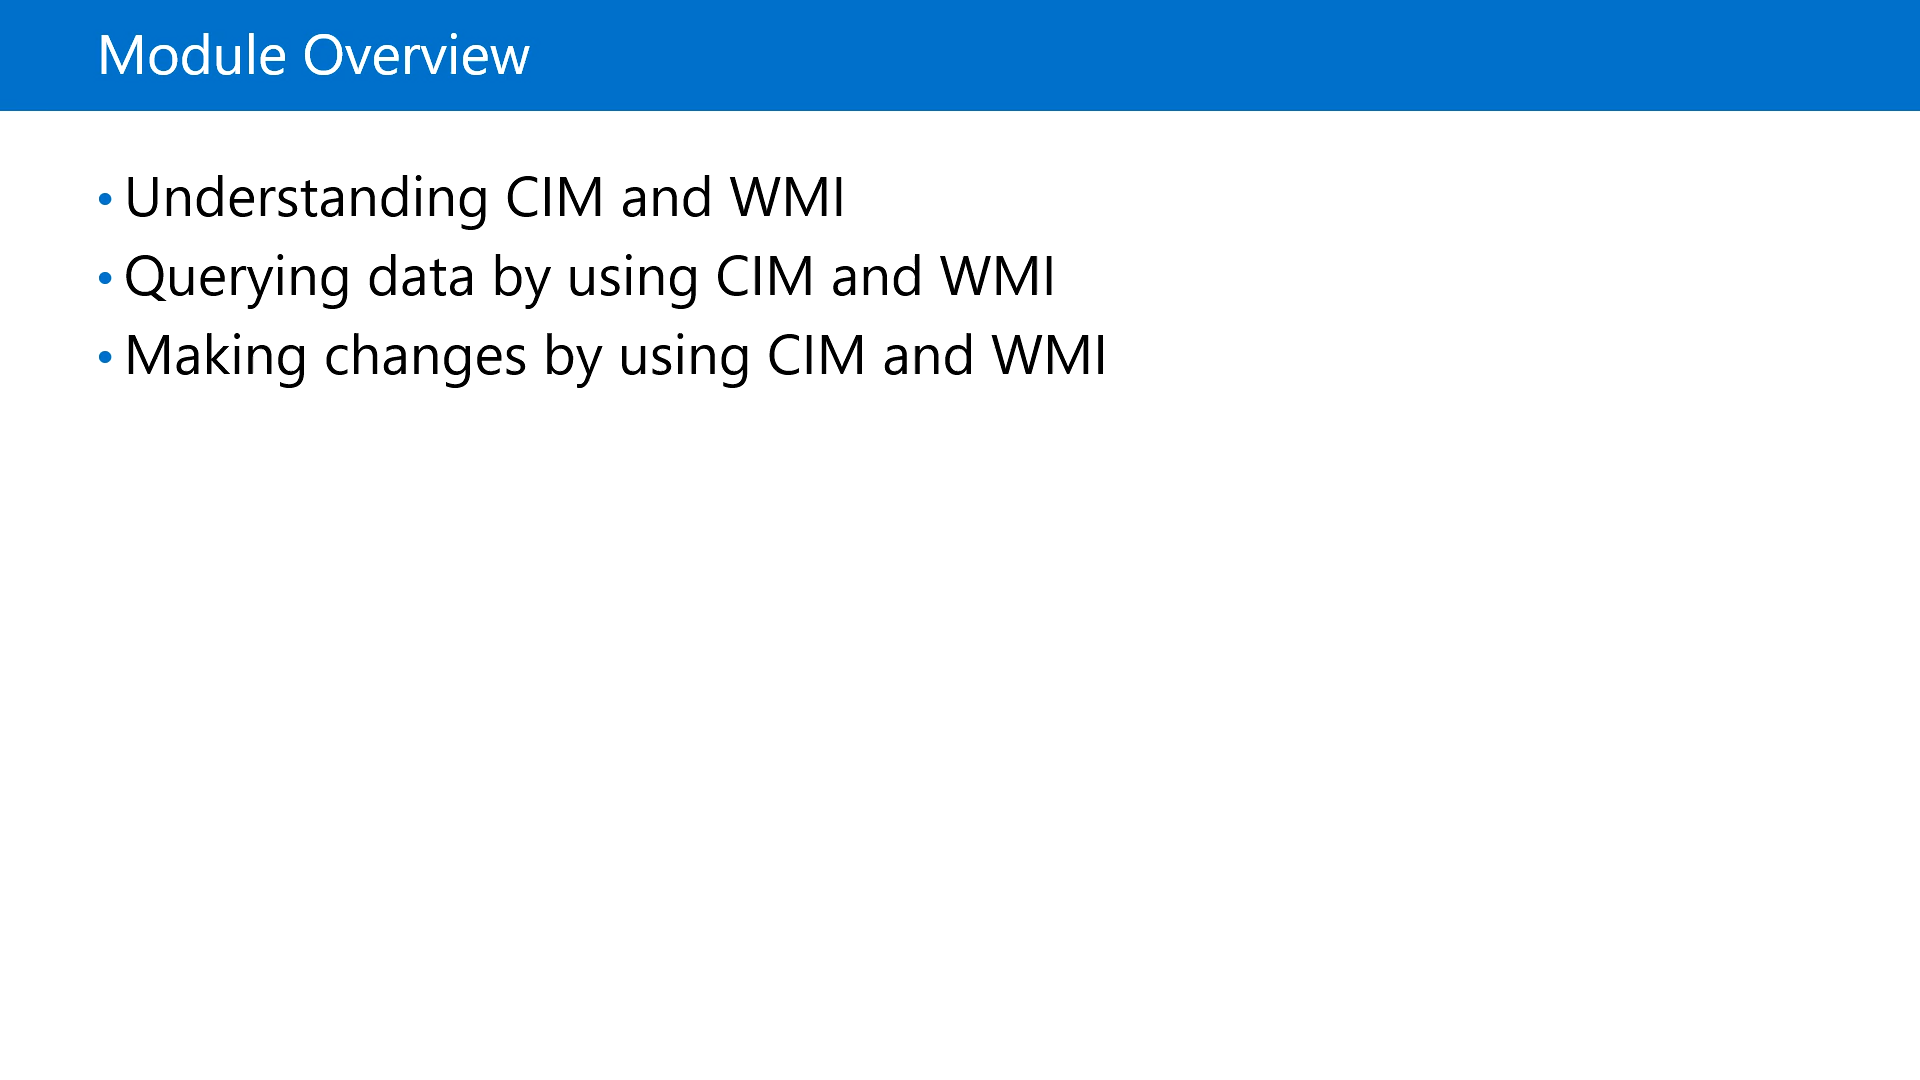 Module Overview
• Understanding CIM and WMI
• Querying data by using CIM and WMI
• Making changes by using CIM and WMI